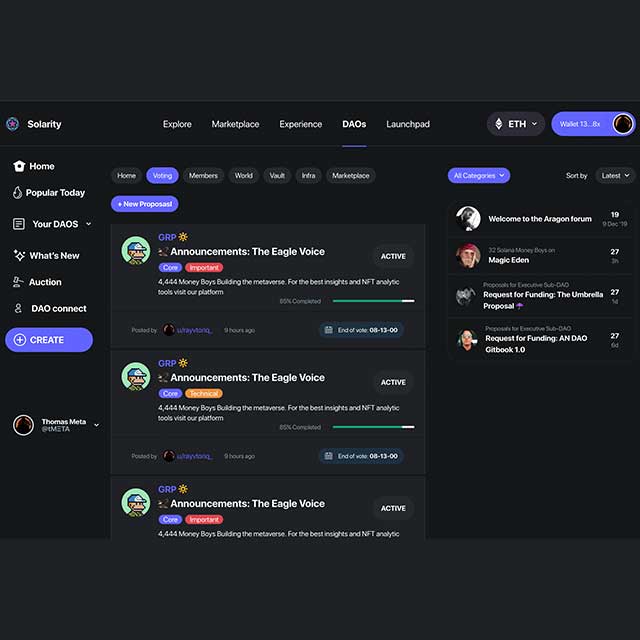 Solarity
Explore Marketplace Experience DAOs Launchpad
ETH
Wallet 13...8x
Home
Popular Today
Your DAOS
What's New
Auction
DAO connect
CREATE
Thomas Meta
@tMETA
Home Voting Members World Vault Infra Marketplace
+ New Proposal
GRP
Announcements: The Eagle Voice
ACTIVE
Core Important
4,444 Money Boys Building the metaverse. For the best insights and NFT analytic
tools visit our platform
85% Completed
Posted by u/rayvtoriq_ 9 hours ago
End of vote: 08-13-00
GRP
Announcements: The Eagle Voice
ACTIVE
Core Technical
4,444 Money Boys Building the metaverse. For the best insights and NFT analytic
tools visit our platform
85% Completed
Posted by u/rayvtoriq_ 9 hours ago
End of vote: 08-13-00
GRP
Announcements: The Eagle Voice
ACTIVE
Core Important
4,444 Money Boys Building the metaverse. For the best insights and NFT analytic
All Categories
Sort by Latest
Welcome to the Aragon forum
19
9 Dec '19
32 Solana Money Boys on
Magic Eden
27
3h
Proposals for Executive Sub-DAO
Request for Funding: The Umbrella
Proposal
27
1d
Proposals for Executive Sub-DAO
Request for Funding: AN DAO
Gitbook 1.0
27
6d